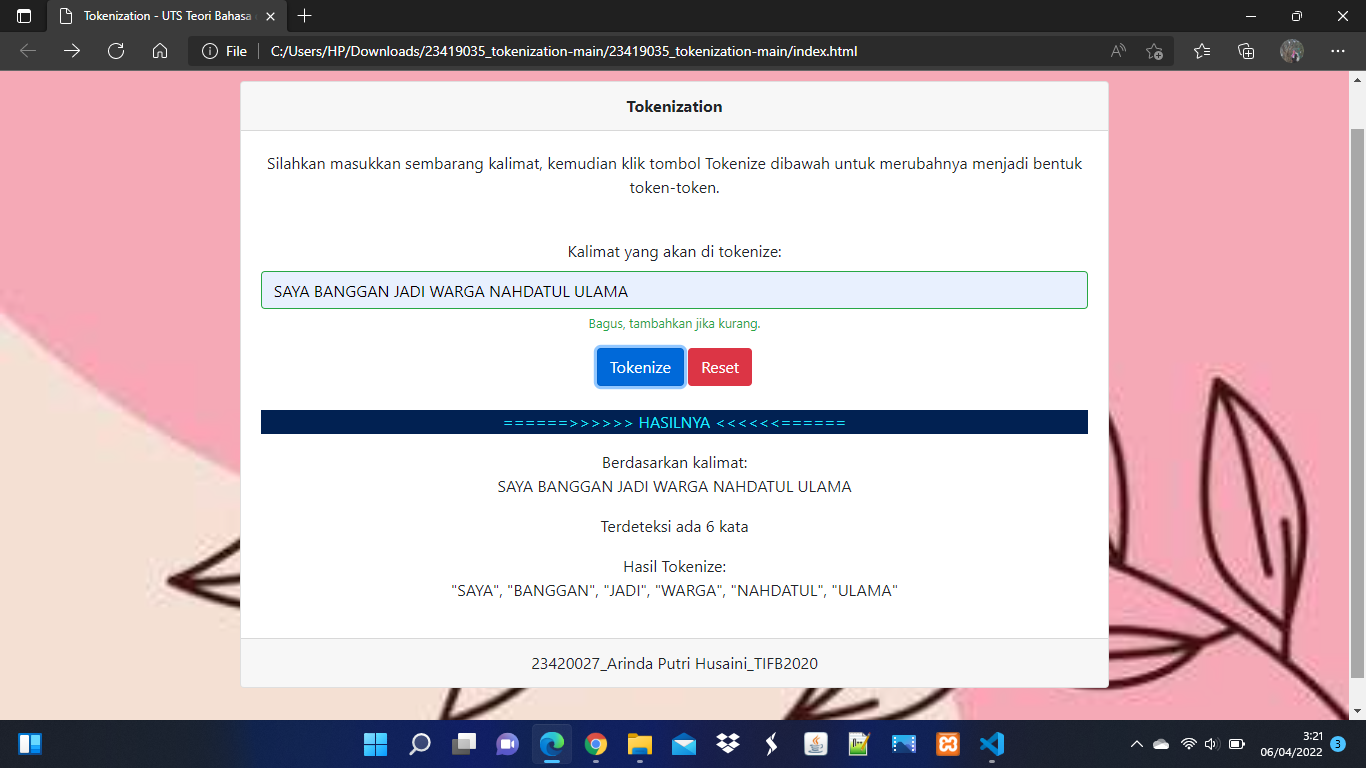 Tokenization - UTS Teori Bahasa
File
C:/Users/HP/Downloads/23419035_tokenization-main/23419035_tokenization-main/index.html
Tokenization
Silahkan masukkan sembarang kalimat, kemudian klik tombol Tokenize dibawah untuk merubahnya menjadi bentuk
token-token.
Kalimat yang akan di tokenize:
SAYA BANGGAN JADI WARGA NAHDATUL ULAMA
Bagus, tambahkan jika kurang.
Tokenize Reset
======>>>>>> HASILNYA <<<<<<======
Berdasarkan kalimat:
SAYA BANGGAN JADI WARGA NAHDATUL ULAMA
Terdeteksi ada 6 kata
Hasil Tokenize:
"SAYA", "BANGGAN", "JADI", "WARGA", "NAHDATUL", "ULAMA"
23420027_Arinda Putri Husaini_TIFB2020
3:21
06/04/2022 3